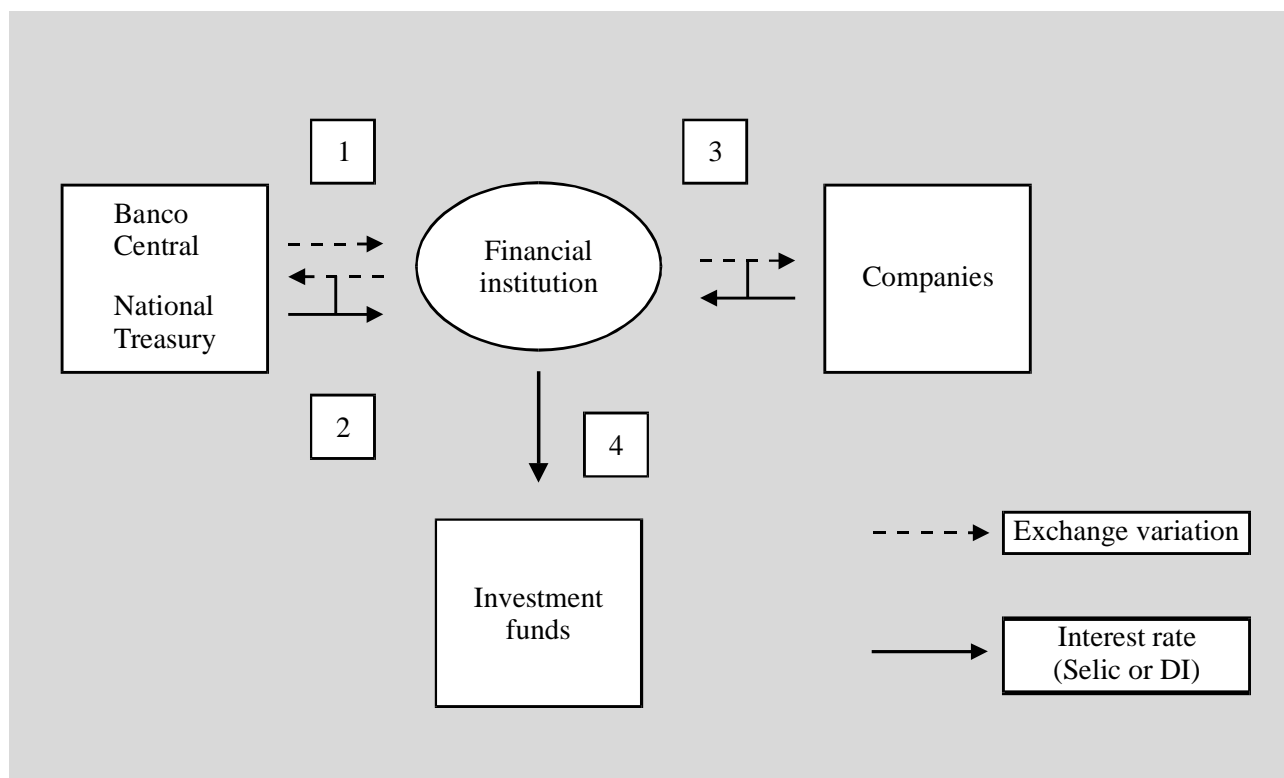 1
3
Banco
Central
National
Treasury
Financial
institution
Companies
2
4
Investment
funds
Exchange variation
Interest rate
(Selic or DI)